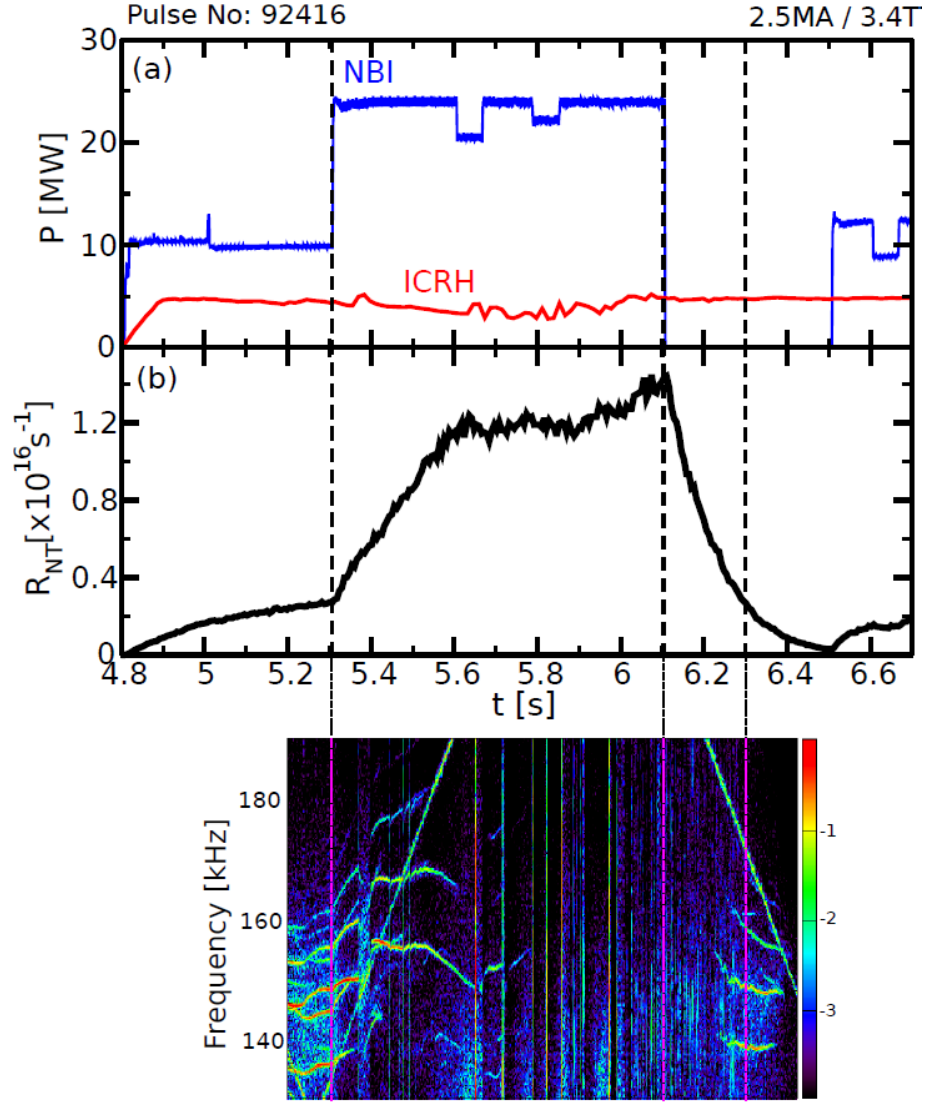 Pulse No: 92416 2.5MA / 3.4T
30
(a) NBI
20
P [MW]
10
ICRH
0
(b)
1.2
0.8
R_NT[x10^16s^-1]
0.4
0
4.8 5 5.2 5.4 5.6 5.8 6 6.2 6.4 6.6
t [s]
180
-1
Frequency [kHz]
160
-2
-3
140